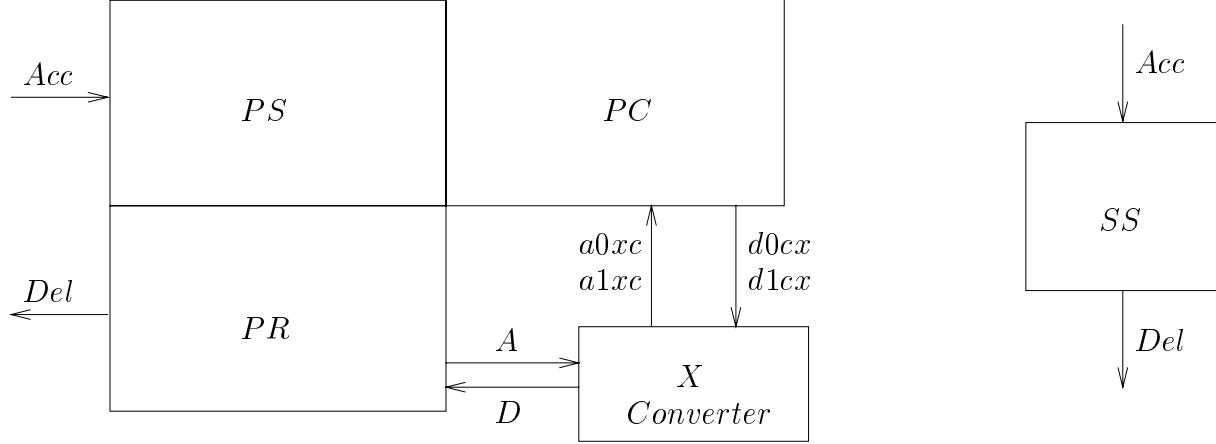 Acc
PS
PC
Acc
SS
a0xc
a1xc
d0cx
d1cx
Del
PR
A
D
X
Converter
Del